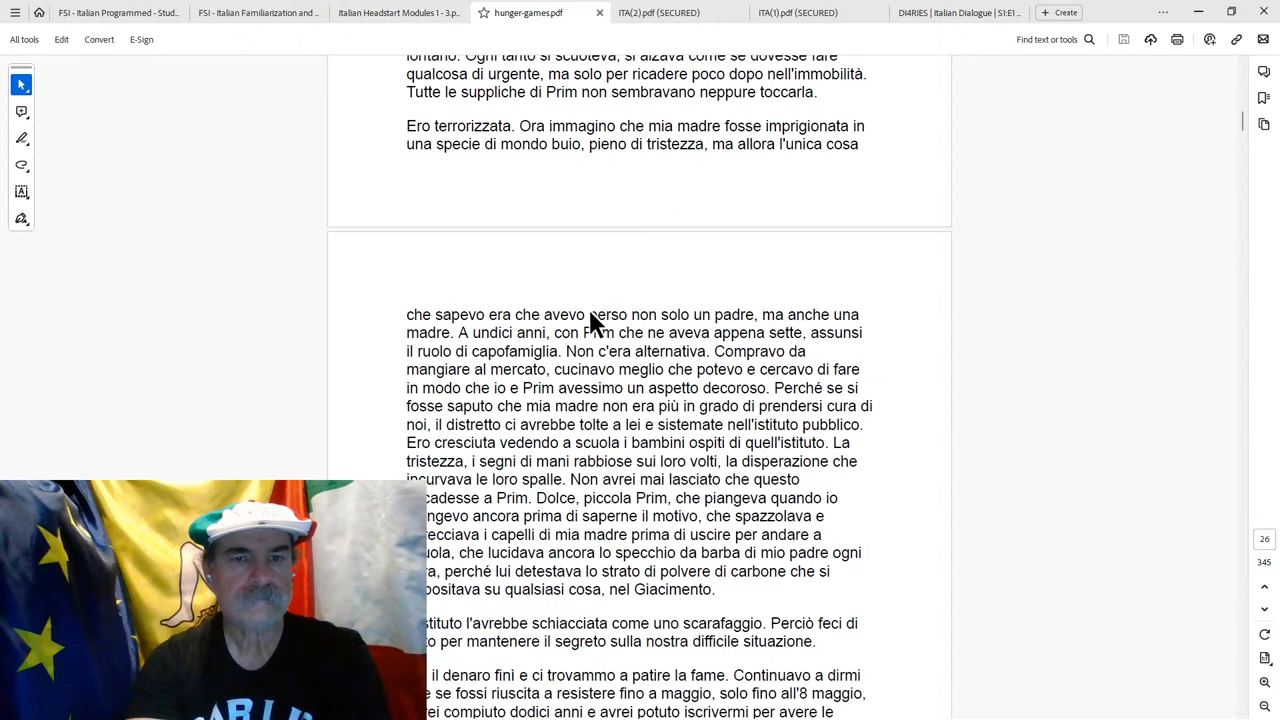 FSI - Italian Programmed - Stud...
FSI - Italian Familiarization and ...
Italian Headstart Modules 1 - 3.p...
hunger-games.pdf
ITA(2).pdf (SECURED)
ITA(1).pdf (SECURED)
DI4RIES | Italian Dialogue | S1:E1 ...
Create
All tools
Edit
Convert
E-Sign
Find text or tools
lontano. Ogni tanto si scuoteva, si alzava come se dovesse fare
qualcosa di urgente, ma solo per ricadere poco dopo nell'immobilità.
Tutte le suppliche di Prim non sembravano neppure toccarla.
Ero terrorizzata. Ora immagino che mia madre fosse imprigionata in
una specie di mondo buio, pieno di tristezza, ma allora l'unica cosa
che sapevo era che avevo perso non solo un padre, ma anche una
madre. A undici anni, con Prim che ne aveva appena sette, assunsi
il ruolo di capofamiglia. Non c'era alternativa. Compravo da
mangiare al mercato, cucinavo meglio che potevo e cercavo di fare
in modo che io e Prim avessimo un aspetto decoroso. Perché se si
fosse saputo che mia madre non era più in grado di prendersi cura di
noi, il distretto ci avrebbe tolte a lei e sistemate nell'istituto pubblico.
Ero cresciuta vedendo a scuola i bambini ospiti di quell'istituto. La
tristezza, i segni di mani rabbiose sui loro volti, la disperazione che
incurvava le loro spalle. Non avrei mai lasciato che questo
cadesse a Prim. Dolce, piccola Prim, che piangeva quando io
ngevo ancora prima di saperne il motivo, che spazzolava e
recciava i capelli di mia madre prima di uscire per andare a
uola, che lucidava ancora lo specchio da barba di mio padre ogni
ra, perché lui detestava lo strato di polvere di carbone che si
positava su qualsiasi cosa, nel Giacimento.
stituto l'avrebbe schiacciata come uno scarafaggio. Perciò feci di
to per mantenere il segreto sulla nostra difficile situazione.
il denaro finì e ci trovammo a patire la fame. Continuavo a dirmi
e se fossi riuscita a resistere fino a maggio, solo fino all'8 maggio,
rei compiuto dodici anni e avrei potuto iscrivermi per avere le
26
345